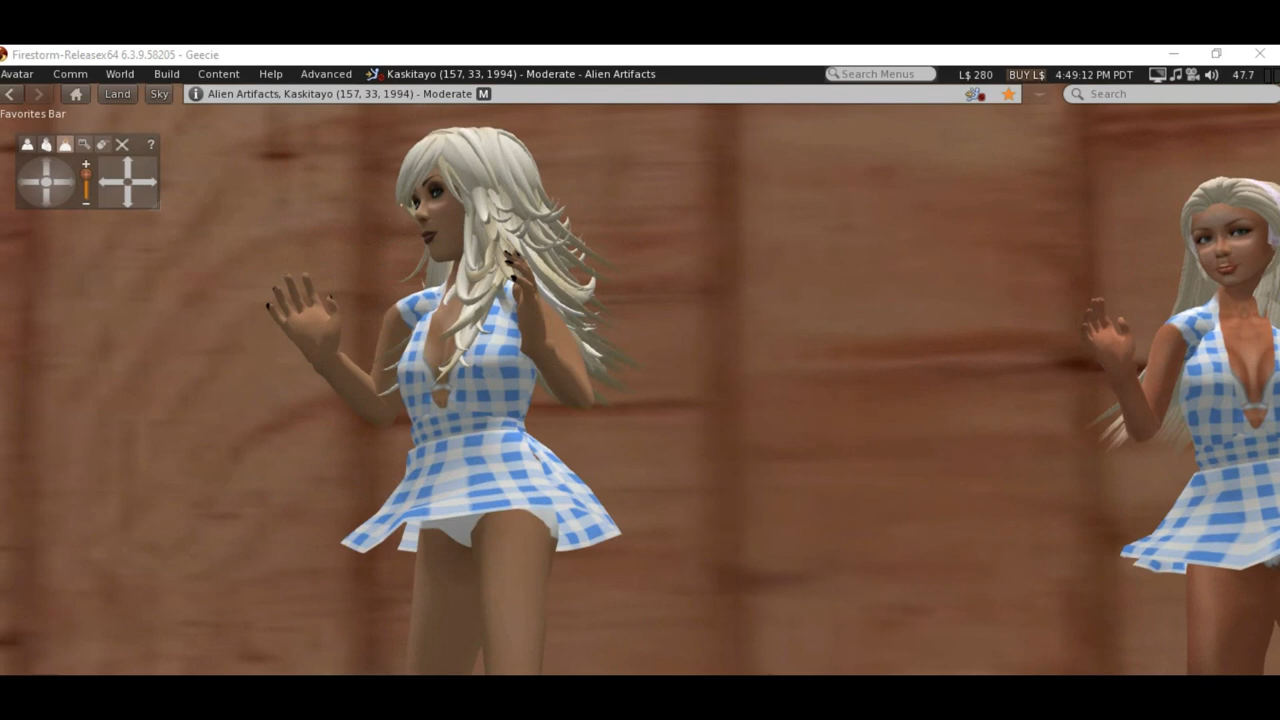 Firestorm-Releasex64 6.3.9.58205 - Geecie
Avatar Comm World Build Content Help Advanced Kaskitayo (157, 33, 1994) - Moderate - Alien Artifacts Search Menus L$ 280 BUY L$ 4:49:12 PM PDT 47.7
Land Sky Alien Artifacts, Kaskitayo (157, 33, 1994) - Moderate M Search
Favorites Bar
?